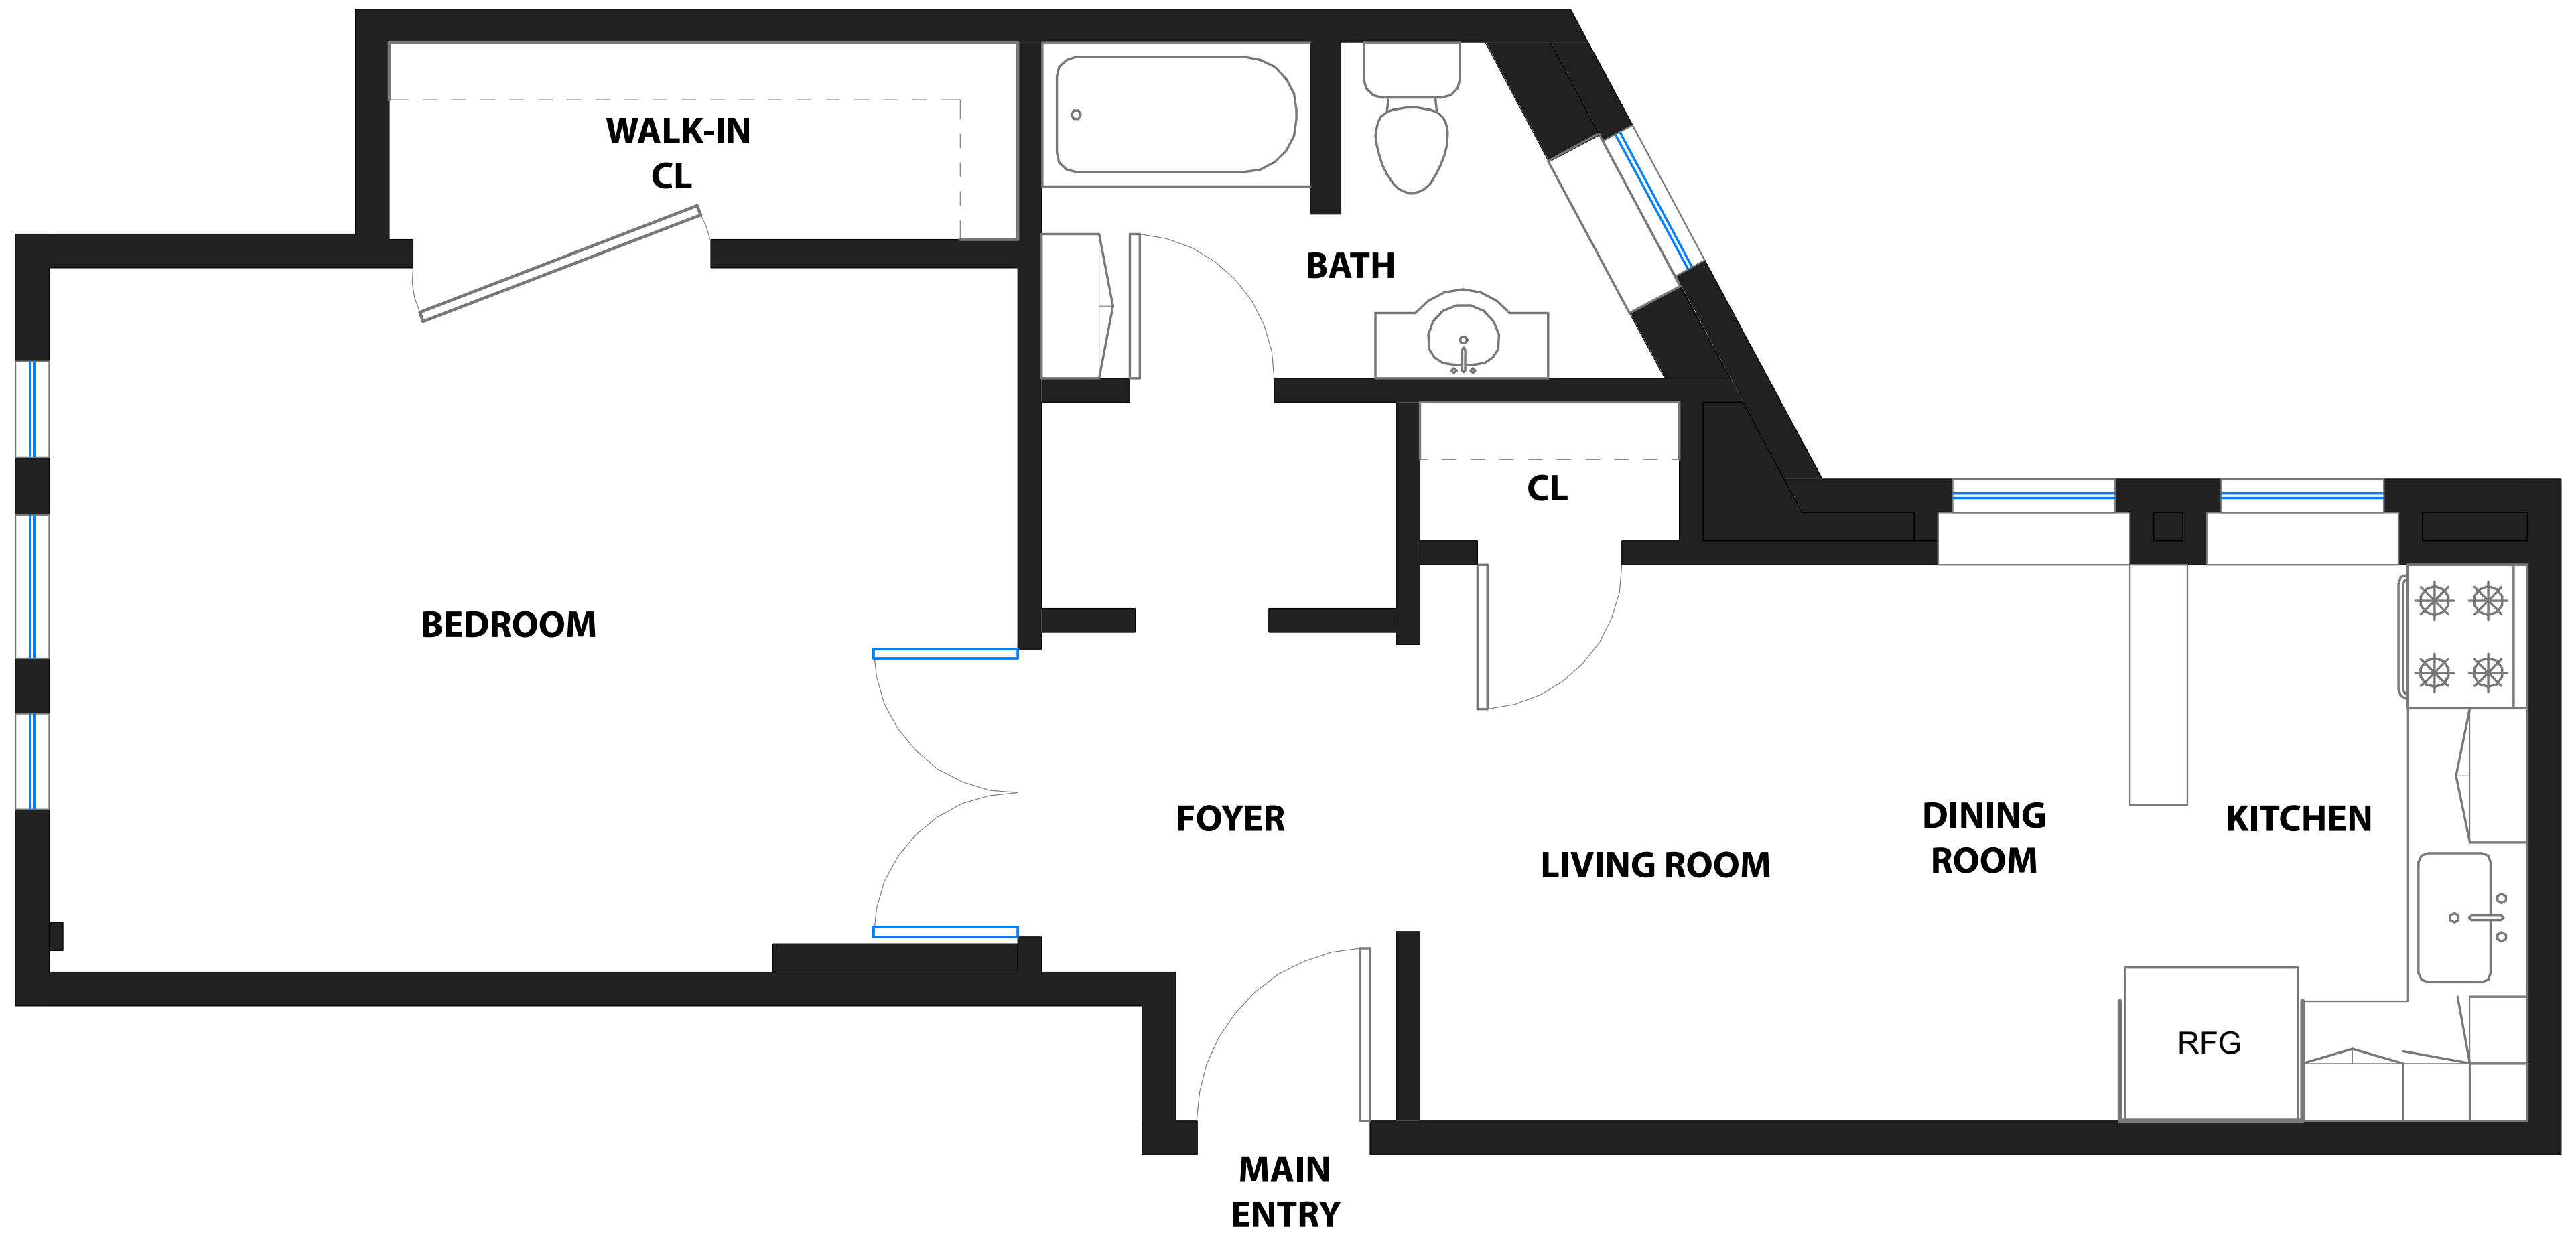 WALK-IN
CL
BATH
CL
BEDROOM
FOYER
LIVING ROOM
DINING
ROOM
KITCHEN
RFG
MAIN
ENTRY